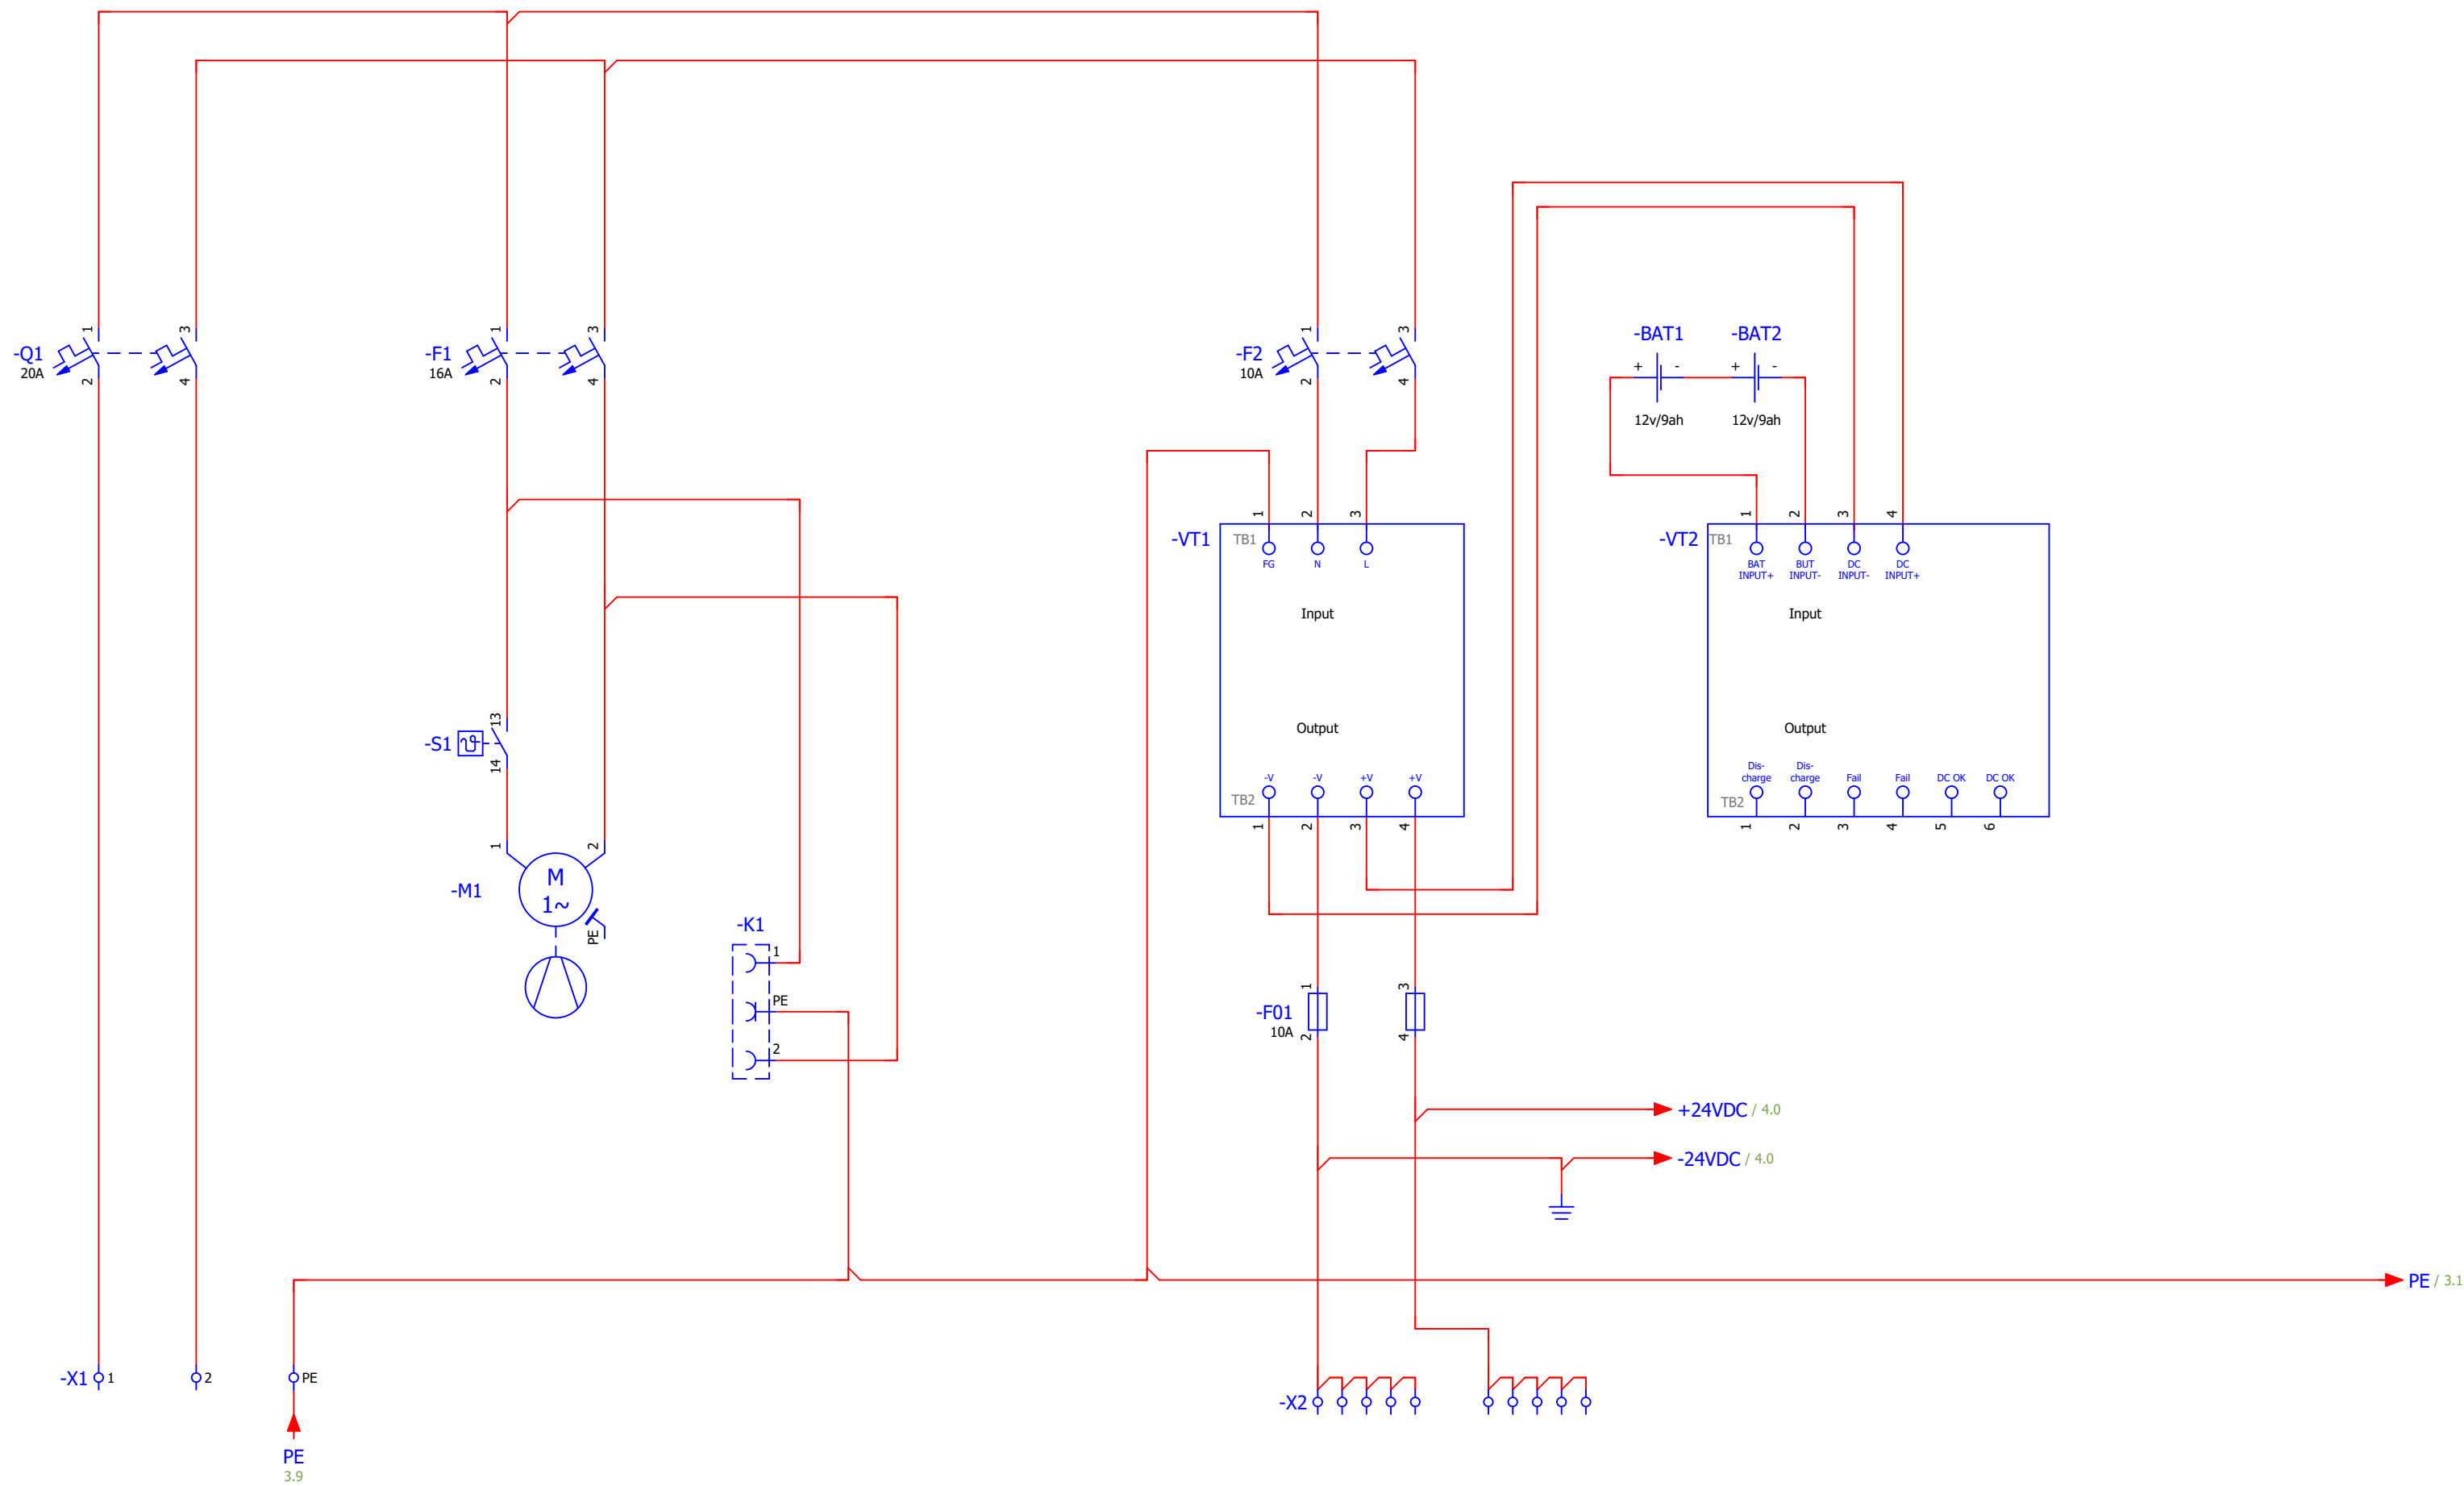 -Q1
20A
1
2
3
4
-F1
16A
1
2
3
4
-F2
10A
1
2
3
4
-BAT1
+ -
12v/9ah
-BAT2
+ -
12v/9ah
-VT1
TB1
1
2
3
FG
N
L
Input
Output
-V
-V
+V
+V
TB2
1
2
3
4
-VT2
TB1
1
2
3
4
BAT
INPUT+
BUT
INPUT-
DC
INPUT-
DC
INPUT+
Input
Output
Dis-
charge
Dis-
charge
Fail
Fail
DC OK
DC OK
TB2
1
2
3
4
5
6
-S1
13
14
-M1
1
2
M
1~
PE
-K1
1
PE
2
-F01
10A
1
2
3
4
+24VDC / 4.0
-24VDC / 4.0
PE / 3.1
-X1
1
2
PE
PE
3.9
-X2